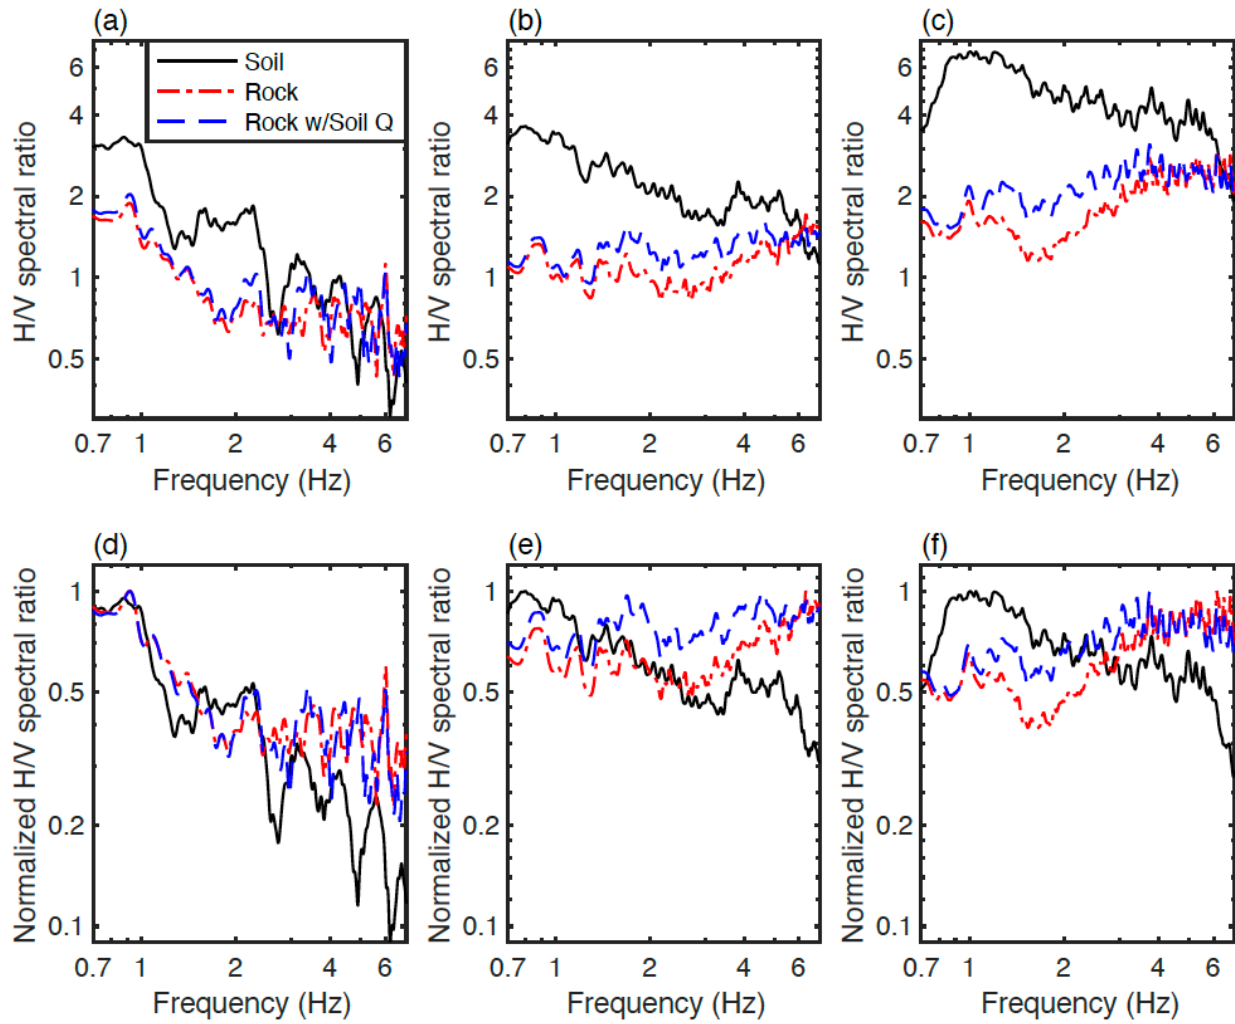 (a)
(b)
(c)
Soil
Rock
Rock w/Soil Q
H/V spectral ratio
6
4
2
1
0.5
0.7 1 2 4 6
Frequency (Hz)
H/V spectral ratio
6
4
2
1
0.5
0.7 1 2 4 6
Frequency (Hz)
H/V spectral ratio
6
4
2
1
0.5
0.7 1 2 4 6
Frequency (Hz)
(d)
(e)
(f)
Normalized H/V spectral ratio
1
0.5
0.2
0.1
0.7 1 2 4 6
Frequency (Hz)
Normalized H/V spectral ratio
1
0.5
0.2
0.1
0.7 1 2 4 6
Frequency (Hz)
Normalized H/V spectral ratio
1
0.5
0.2
0.1
0.7 1 2 4 6
Frequency (Hz)